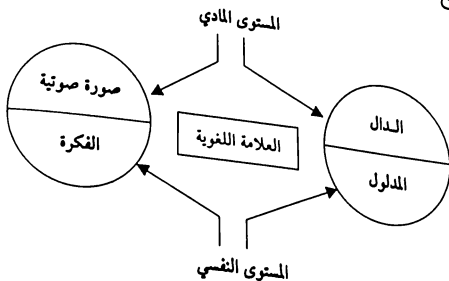 المستوى المادي
الدال
صورة صوتية
العلامة اللغوية
المدلول
الفكرة
المستوى النفسي